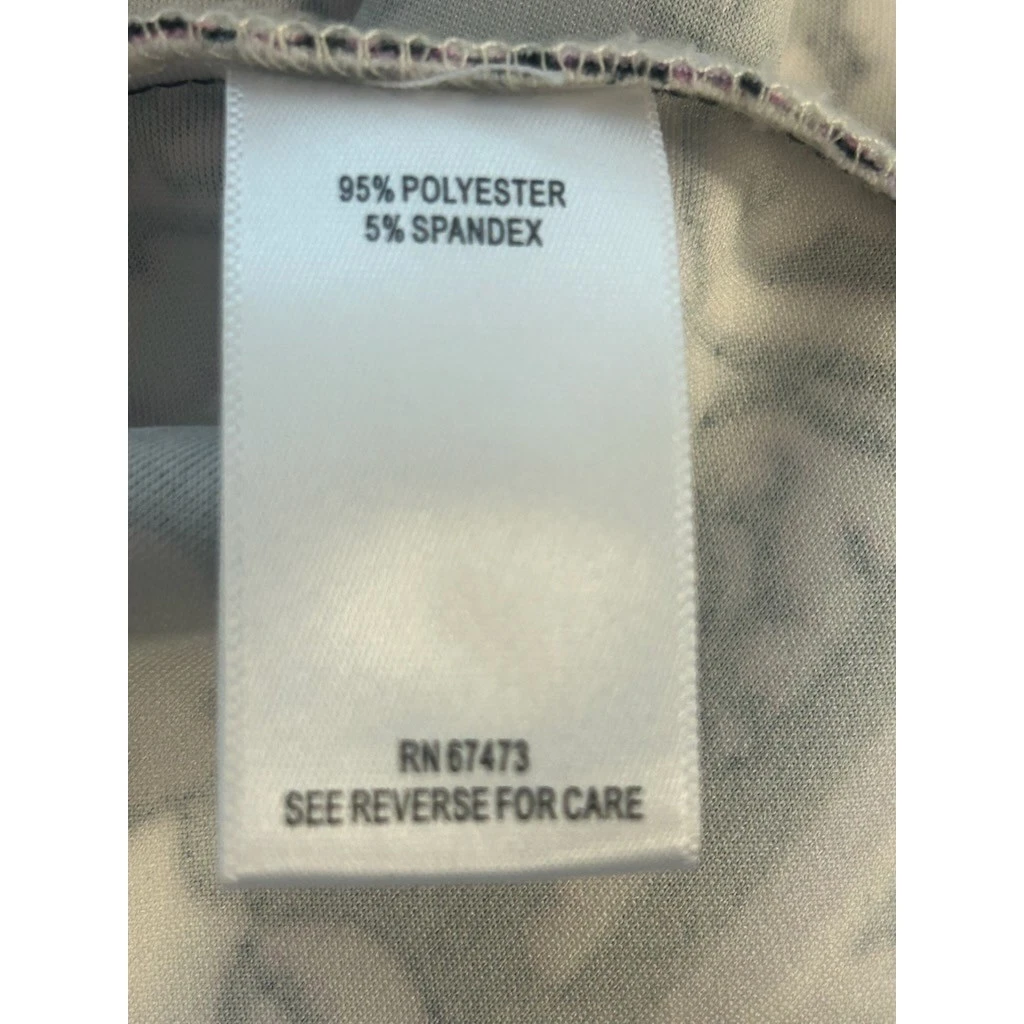 95% POLYESTER
5% SPANDEX
RN 67473
SEE REVERSE FOR CARE